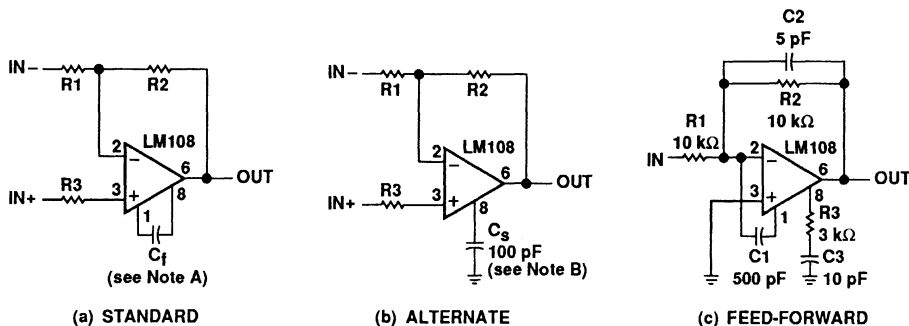 IN−
R1
R2
LM108
2
−
6
OUT
IN+
R3
3
+
1
8
Cf
(see Note A)
(a) STANDARD
IN−
R1
R2
LM108
2
−
6
OUT
IN+
R3
3
+
8
Cs
100 pF
(see Note B)
(b) ALTERNATE
C2
5 pF
R2
10 kΩ
R1
10 kΩ
LM108
IN
2
−
6
OUT
3
+
1
8
R3
3 kΩ
C1
500 pF
C3
10 pF
(c) FEED-FORWARD